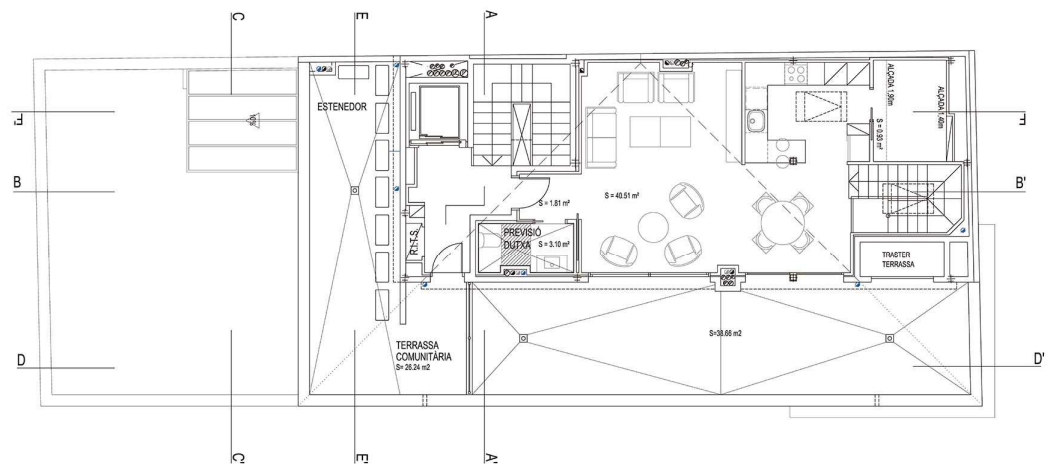 C
E
A
F'
ESTENEDOR
ALÇADA 1,90m
ALÇADA 1,40m
F
S = 0.93 m²
B
S = 40.51 m²
B'
S = 1.81 m²
R.I.T.S.
PREVISIÓ
DUTXA
S = 3.10 m²
TRASTER
TERRASSA
S=38.66 m2
TERRASSA
COMUNITÀRIA
S= 26.24 m2
D
D'
C'
E'
A'